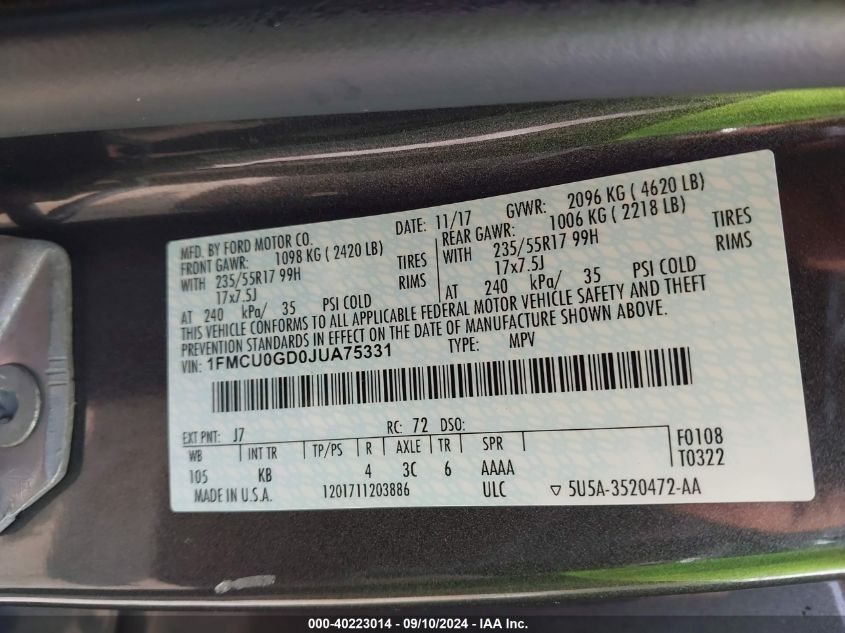 MFD. BY FORD MOTOR CO. DATE: 11/17 GVWR: 2096 KG ( 4620 LB)
FRONT GAWR: 1098 KG ( 2420 LB) REAR GAWR: 1006 KG ( 2218 LB)
WITH 235/55R17 99H TIRES WITH 235/55R17 99H TIRES
17x7.5J RIMS 17x7.5J RIMS
AT 240 kPa/ 35 PSI COLD AT 240 kPa/ 35 PSI COLD
THIS VEHICLE CONFORMS TO ALL APPLICABLE FEDERAL MOTOR VEHICLE SAFETY AND THEFT
PREVENTION STANDARDS IN EFFECT ON THE DATE OF MANUFACTURE SHOWN ABOVE.
VIN: 1FMCU0GD0JUA75331 TYPE: MPV
EXT PNT: J7 RC: 72 DSO:
WB INT TR TP/PS R AXLE TR SPR F0108
105 KB 4 3C 6 AAAA T0322
MADE IN U.S.A. 1201711203886 ULC ▽ 5U5A-3520472-AA
000-40223014 - 09/10/2024 - IAA Inc.